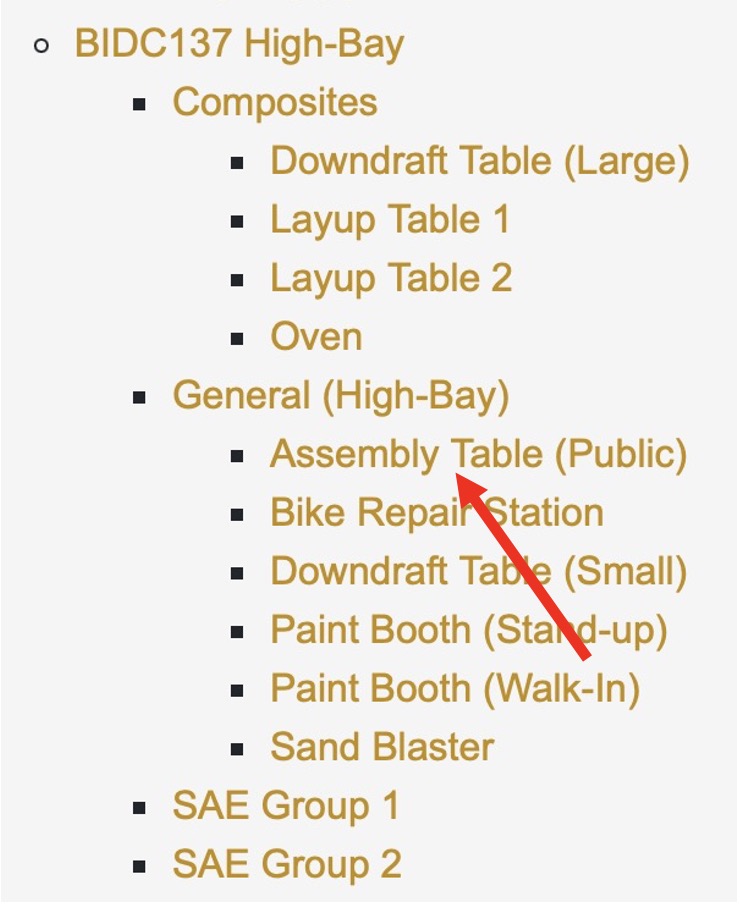 BIDC137 High-Bay
Composites
Downdraft Table (Large)
Layup Table 1
Layup Table 2
Oven
General (High-Bay)
Assembly Table (Public)
Bike Repair Station
Downdraft Table (Small)
Paint Booth (Stand-up)
Paint Booth (Walk-In)
Sand Blaster
SAE Group 1
SAE Group 2